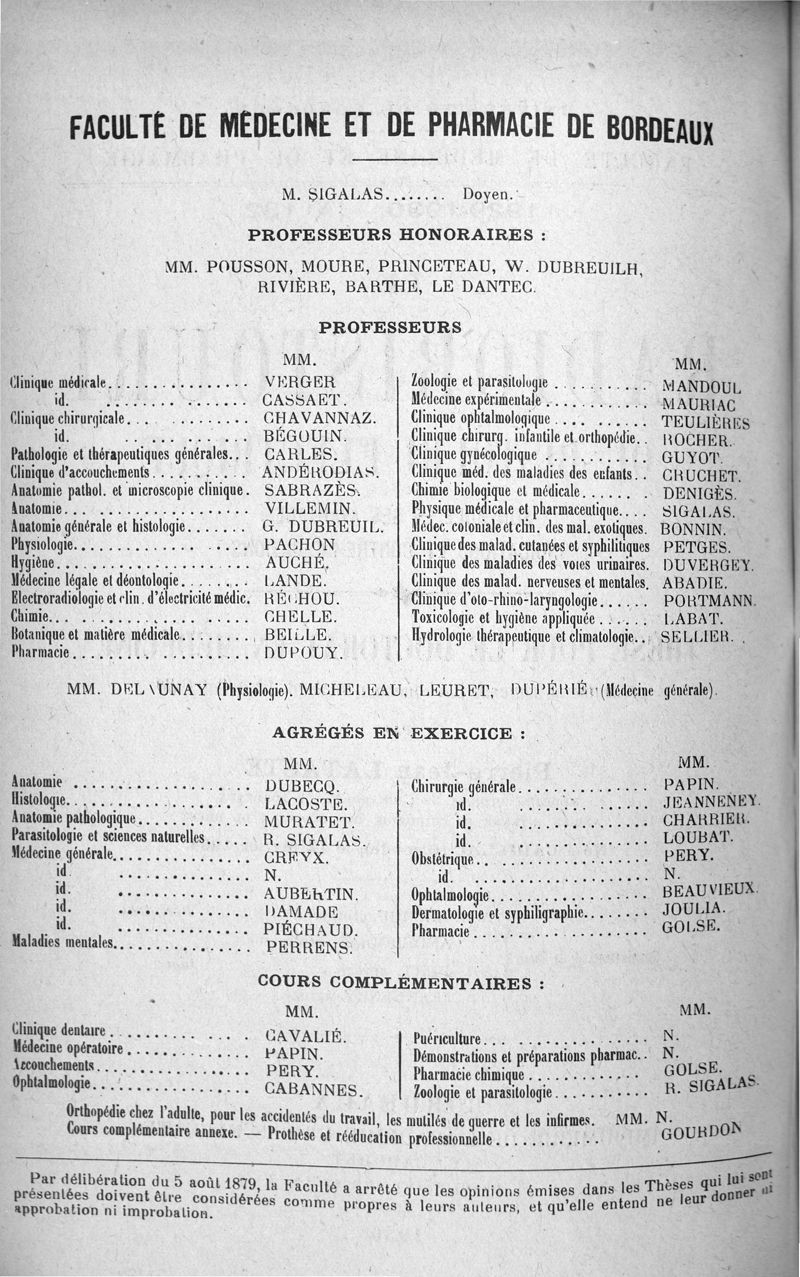 FACULTÉ DE MÉDECINE ET DE PHARMACIE DE BORDEAUX
M. SIGALAS........ Doyen.
PROFESSEURS HONORAIRES :
MM. POUSSON, MOURE, PRINCETEAU, W. DUBREUILH,
RIVIÈRE, BARTHE, LE DANTEC.
PROFESSEURS
MM.
Clinique médicale................ VERGER
id. ................ CASSAET.
Clinique chirurgicale... .......... CHAVANNAZ.
id. ................ BÉGOUIN.
Pathologie et thérapeutiques générales... CARLES.
Clinique d'accouchements............ ANDÉRODIAS.
Anatomie pathol. et microscopie clinique. SABRAZÈS.
Anatomie...................... VILLEMIN.
Anatomie générale et histologie....... G. DUBREUIL.
Physiologie..................... PACHON
Hygiène....................... AUCHÉ.
Médecine légale et déontologie........ LANDE.
Electroradiologie et clin. d'électricité médic. RÉCHOU.
Chimie....................... CHELLE.
Botanique et matière médicale........ BEILLE.
Pharmacie..................... DUPOUY.
MM.
Zoologie et parasitologie ........... MANDOUL
Médecine expérimentale ............ MAURIAC
Clinique ophtalmologique ........... TEULIÈRES
Clinique chirurg. infantile et orthopédie.. ROCHER.
Clinique gynécologique ............ GUYOT.
Clinique méd. des maladies des enfants.. CRUCHET.
Chimie biologique et médicale....... DENIGÈS.
Physique médicale et pharmaceutique.... SIGALAS.
Médec. coloniale et clin. des mal. exotiques. BONNIN.
Clinique des malad. cutanées et syphilitiques PETGES.
Clinique des maladies des voies urinaires. DUVERGEY.
Clinique des malad. nerveuses et mentales. ABADIE.
Clinique d'oto-rhino-laryngologie...... PORTMANN
Toxicologie et hygiène appliquée ...... LABAT.
Hydrologie thérapeutique et climatologie.. SELLIER.
MM. DELAUNAY (Physiologie). MICHELEAU, LEURET, DUPÉRIÉ (Médecine générale).
AGRÉGÉS EN EXERCICE :
MM.
Anatomie .................... DUBECQ.
Histologie..................... LACOSTE.
Anatomie pathologique............ MURATET.
Parasitologie et sciences naturelles..... R. SIGALAS.
Médecine générale............... CREYX.
id ............... N.
id. ............... AUBERTIN.
id. ............... DAMADE
id. ............... PIÉCHAUD.
Maladies mentales................ PERRENS.
MM.
Chirurgie générale............... PAPIN.
id. ............... JEANNENEY.
id. ............... CHARRIER.
id. ............... LOUBAT.
Obstétrique.................... PERY.
id. .................... N.
Ophtalmologie.................. BEAUVIEUX.
Dermatologie et syphiligraphie........ JOULIA.
Pharmacie..................... GOLSE.
COURS COMPLÉMENTAIRES :
MM.
Clinique dentaire ............... CAVALIÉ.
Médecine opératoire .............. PAPIN.
Accouchements................. PERY.
Ophtalmologie.................. CABANNES.
MM.
Puériculture................... N.
Démonstrations et préparations pharmac.. N.
Pharmacie chimique ............. GOLSE.
Zoologie et parasitologie........... R. SIGALAS.
Orthopédie chez l'adulte, pour les accidentés du travail, les mutilés de guerre et les infirmes. MM. N.
Cours complémentaire annexe. — Prothèse et rééducation professionnelle............ GOURDON
Par délibération du 5 août 1879, la Faculté a arrêté que les opinions émises dans les Thèses qui lui sont
présentées doivent être considérées comme propres à leurs auteurs, et qu'elle entend ne leur donner ni
approbation ni improbation.